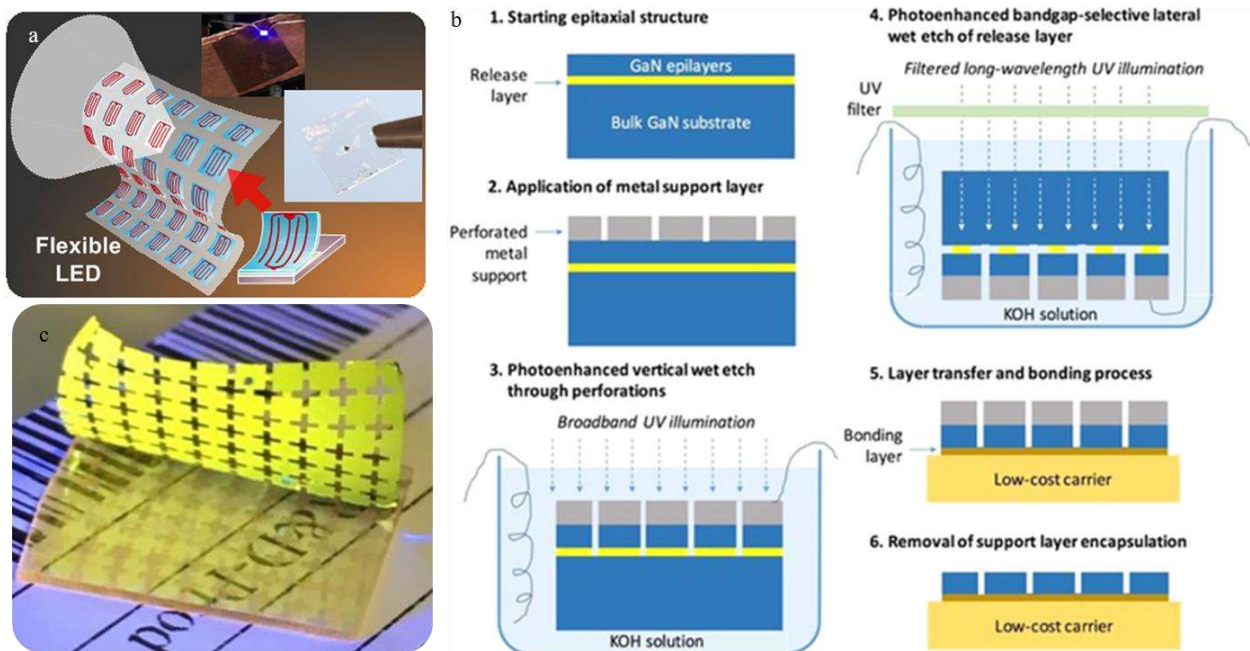 a
Flexible
LED
b
1. Starting epitaxial structure
Release
layer
GaN epilayers
Bulk GaN substrate
2. Application of metal support layer
Perforated
metal
support
3. Photoenhanced vertical wet etch
through perforations
Broadband UV illumination
KOH solution
4. Photoenhanced bandgap-selective lateral
wet etch of release layer
Filtered long-wavelength UV illumination
UV
filter
KOH solution
5. Layer transfer and bonding process
Bonding
layer
Low-cost carrier
6. Removal of support layer encapsulation
Low-cost carrier
c